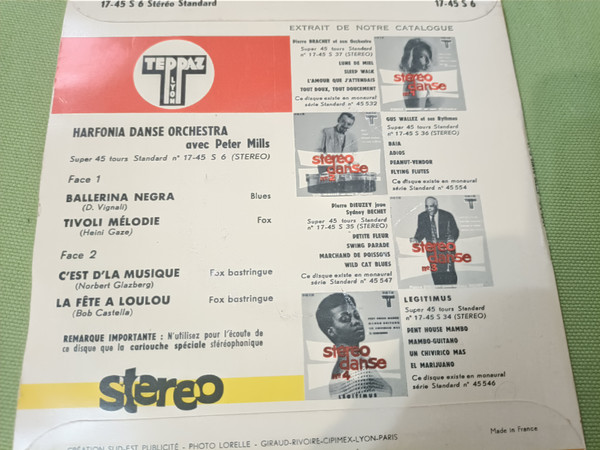 17-45 S 6 Stéréo Standard
17-45 S 6
TEPPAZ
LYON
HARFONIA DANSE ORCHESTRA
avec Peter Mills
Super 45 tours Standard n° 17-45 S 6 (STEREO)
Face 1
BALLERINA NEGRA Blues
(D. Vignali)
TIVOLI MÉLODIE Fox
(Heini Gaze)
Face 2
C'EST D'LA MUSIQUE Fox bastringue
(Norbert Glazberg)
LA FÊTE A LOULOU Fox bastringue
(Bob Castella)
REMARQUE IMPORTANTE : N'utilisez pour l'écoute de
ce disque que la cartouche spéciale stéréophonique
stereo
EXTRAIT DE NOTRE CATALOGUE
Pierre BRACHET et son Orchestre
Super 45 tours Standard
n° 17-45 S 37 (STEREO)
LUNE DE MIEL
SLEEP WALK
L'AMOUR QUE J'ATTENDAIS
TOUT DOUX, TOUT DOUCEMENT
Ce disque existe en monaural
série Standard n° 45 532
stereo
danse
GUS WALLEZ et son Rythmus
Super 45 tours Standard
n° 17-45 S 36 (STEREO)
BAIA
ADIOS
PEANUT-VENDOR
FLYING FLUTES
Ce disque existe en monaural
série Standard n° 45 554
stereo
danse
Pierre DIEUZEY joue
Sydney BECHET
Super 45 tours Standard
n° 17-45 S 35 (STEREO)
PETITE FLEUR
SWING PARADE
MARCHAND DE POISSO'IS
WILD CAT BLUES
Ce disque existe en monaural
série Standard n° 45 547
stereo
danse
n° 3
LEGITIMUS
Super 45 tours Standard
n° 17-45 S 34 (STEREO)
PENT HOUSE MAMBO
MAMBO-GUITANO
UN CHIVIRICO MAS
EL MARIJUANO
Ce disque existe en monaural
série Standard n° 45 546
stereo
danse
n° 4
légitimus
Made in France
CRÉATION SUD-EST PUBLICITÉ - PHOTO LORELLE - GIRAUD-RIVOIRE-CIPIMEX-LYON-PARIS